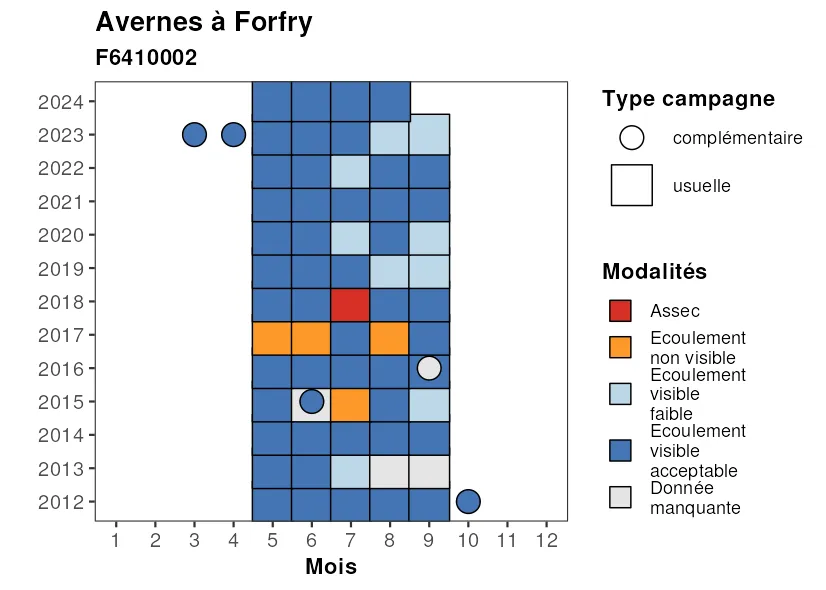 Avernes à Forfry
F6410002
2024
2023
2022
2021
2020
2019
2018
2017
2016
2015
2014
2013
2012
1 2 3 4 5 6 7 8 9 10 11 12
Mois
Type campagne
complémentaire
usuelle
Modalités
Assec
Ecoulement
non visible
Ecoulement
visible
faible
Ecoulement
visible
acceptable
Donnée
manquante